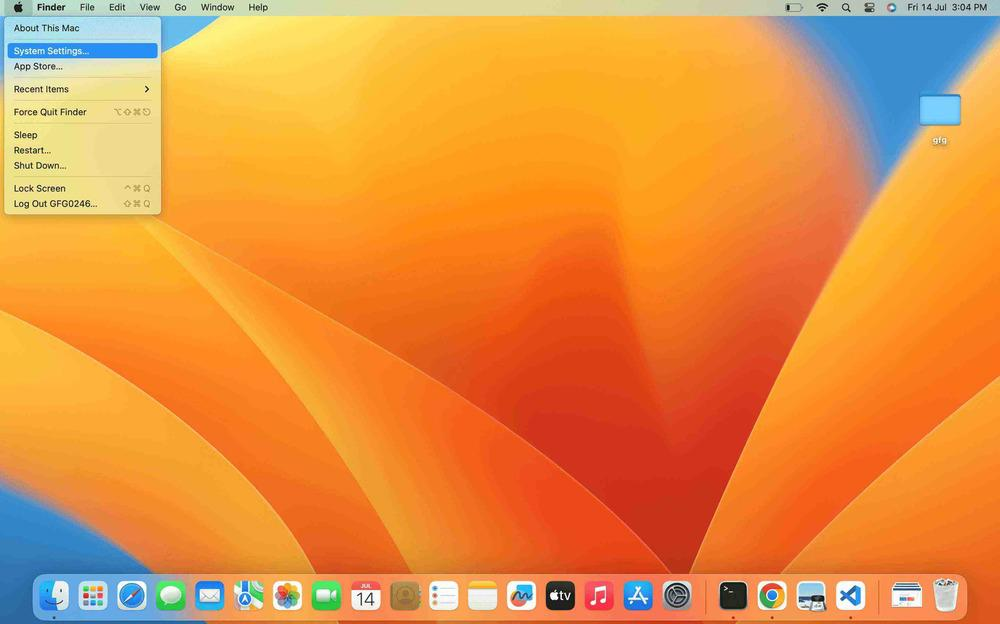 Finder File Edit View Go Window Help Fri 14 Jul 3:04 PM
About This Mac
System Settings...
App Store...
Recent Items
Force Quit Finder ⌥⇧⌘⎋
Sleep
Restart...
Shut Down...
Lock Screen ^⌘Q
Log Out GFG0246... ⇧⌘Q
gfg
JUL
14
tv